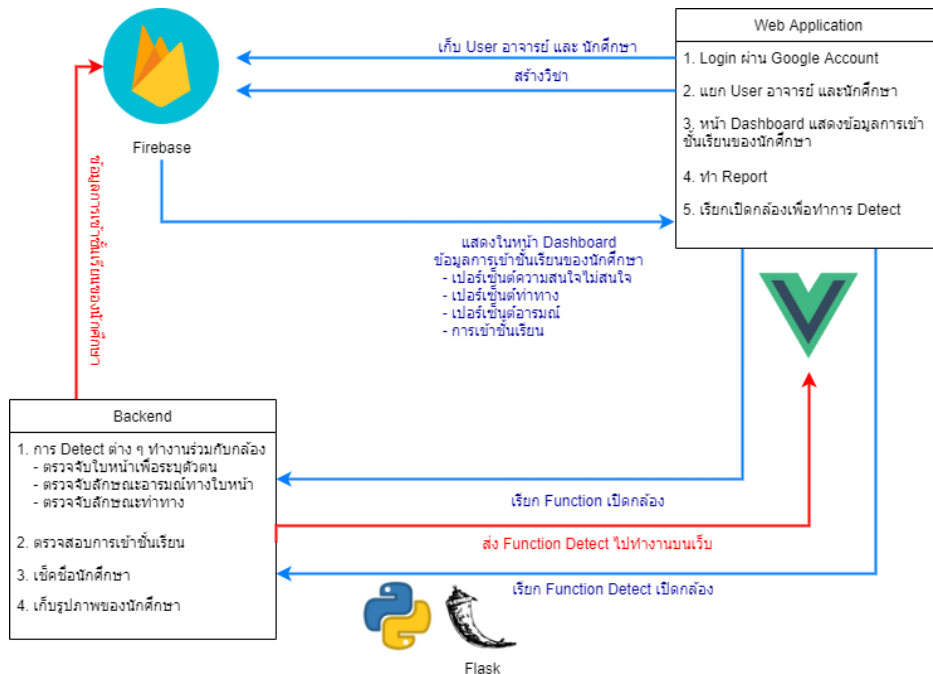 Web Application
1. Login ผ่าน Google Account
2. แยก User อาจารย์ และนักศึกษา
3. หน้า Dashboard แสดงข้อมูลการเข้า
ชั้นเรียนของนักศึกษา
4. ทำ Report
5. เรียกเปิดกล้องเพื่อทำการ Detect
เก็บ User อาจารย์ และ นักศึกษา
สร้างวิชา
Firebase
ข้อมูลการเข้าชั้นเรียนของนักศึกษา
แสดงในหน้า Dashboard
ข้อมูลการเข้าชั้นเรียนของนักศึกษา
- เปอร์เซ็นต์ความสนใจไม่สนใจ
- เปอร์เซ็นต์ท่าทาง
- เปอร์เซ็นต์อารมณ์
- การเข้าชั้นเรียน
Backend
1. การ Detect ต่าง ๆ ทำงานร่วมกับกล้อง
- ตรวจจับใบหน้าเพื่อระบุตัวตน
- ตรวจจับลักษณะอารมณ์ทางใบหน้า
- ตรวจจับลักษณะท่าทาง
2. ตรวจสอบการเข้าชั้นเรียน
3. เช็คชื่อนักศึกษา
4. เก็บรูปภาพของนักศึกษา
เรียก Function เปิดกล้อง
ส่ง Function Detect ไปทำงานบนเว็บ
เรียก Function Detect เปิดกล้อง
Flask